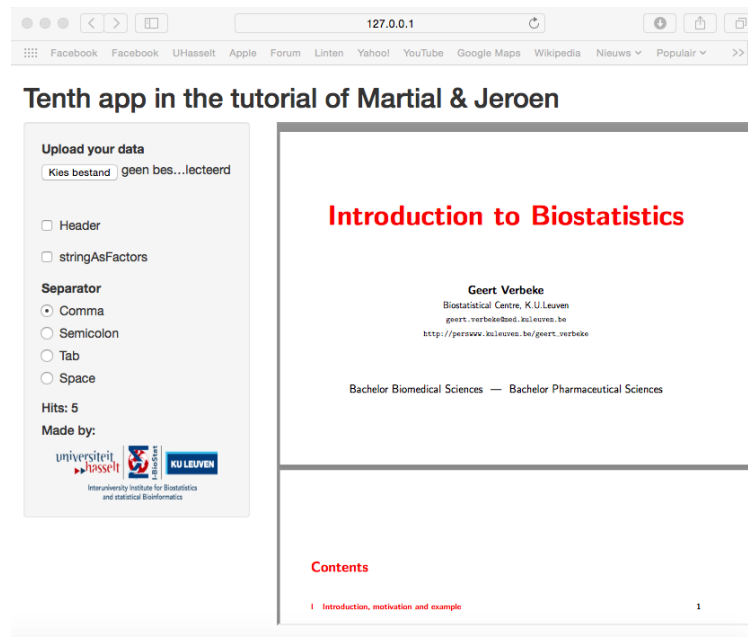 127.0.0.1
Facebook Facebook UHasselt Apple Forum Linten Yahoo! YouTube Google Maps Wikipedia Nieuws Populair >>
Tenth app in the tutorial of Martial & Jeroen
Upload your data
Kies bestand geen bes...lecteerd
Header
stringAsFactors
Separator
Comma
Semicolon
Tab
Space
Hits: 5
Made by:
universiteit
hasselt
I-BioStat
KU LEUVEN
Interuniversity Institute for Biostatistics
and statistical Bioinformatics
Introduction to Biostatistics
Geert Verbeke
Biostatistical Centre, K.U.Leuven
geert.verbeke@med.kuleuven.be
http://perswww.kuleuven.be/geert_verbeke
Bachelor Biomedical Sciences — Bachelor Pharmaceutical Sciences
Contents
I Introduction, motivation and example 1